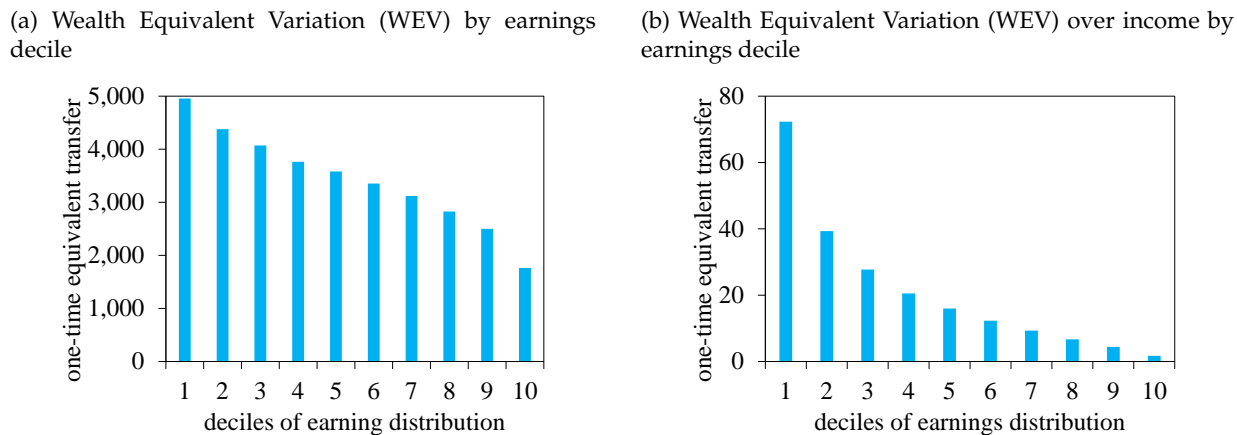 (a) Wealth Equivalent Variation (WEV) by earnings
decile
one-time equivalent transfer
5,000
4,000
3,000
2,000
1,000
0
1 2 3 4 5 6 7 8 9 10
deciles of earning distribution
(b) Wealth Equivalent Variation (WEV) over income by
earnings decile
one-time equivalent transfer
80
60
40
20
0
1 2 3 4 5 6 7 8 9 10
deciles of earnings distribution